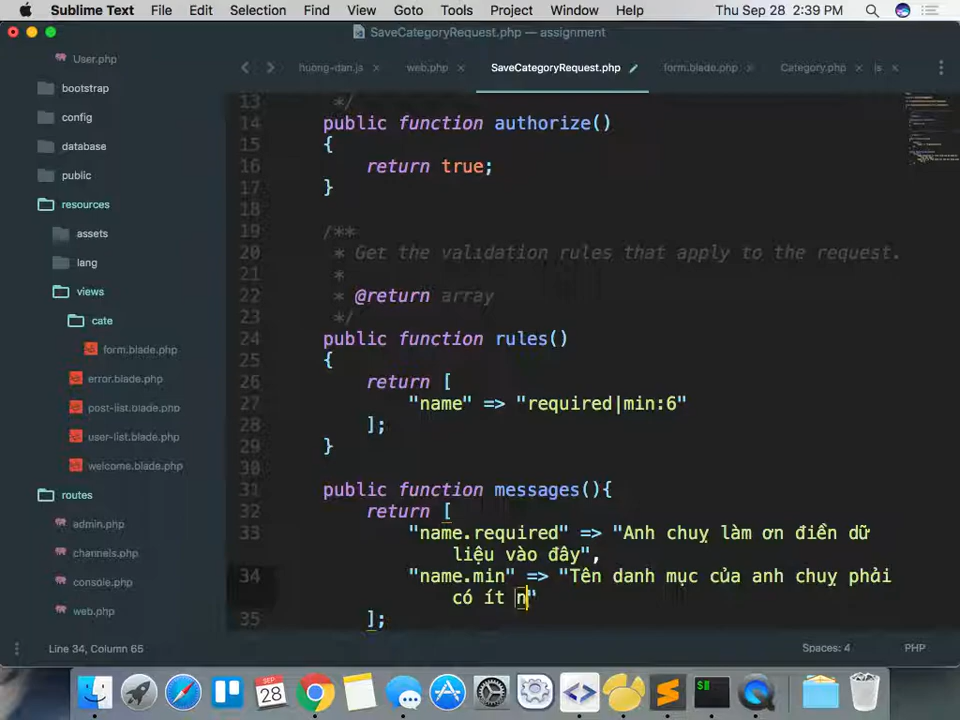 Sublime Text File Edit Selection Find View Goto Tools Project Window Help Thu Sep 28 2:39 PM
SaveCategoryRequest.php — assignment
huong-dan.js × web.php × SaveCategoryRequest.php form.blade.php × Category.php × is ×
User.php
bootstrap
config
database
public
resources
assets
lang
views
cate
form.blade.php
error.blade.php
post-list.blade.php
user-list.blade.php
welcome.blade.php
routes
admin.php
channels.php
console.php
web.php
13 */
14 public function authorize()
15 {
16 return true;
17 }
18
19 /**
20 * Get the validation rules that apply to the request.
21 *
22 * @return array
23 */
24 public function rules()
25 {
26 return [
27 "name" => "required|min:6"
28 ];
29 }
30
31 public function messages(){
32 return [
33 "name.required" => "Anh chuỵ làm ơn điền dữ
liệu vào đây",
34 "name.min" => "Tên danh mục của anh chuỵ phải
có ít n"
35 ];
Line 34, Column 65 Spaces: 4 PHP
SEP
28